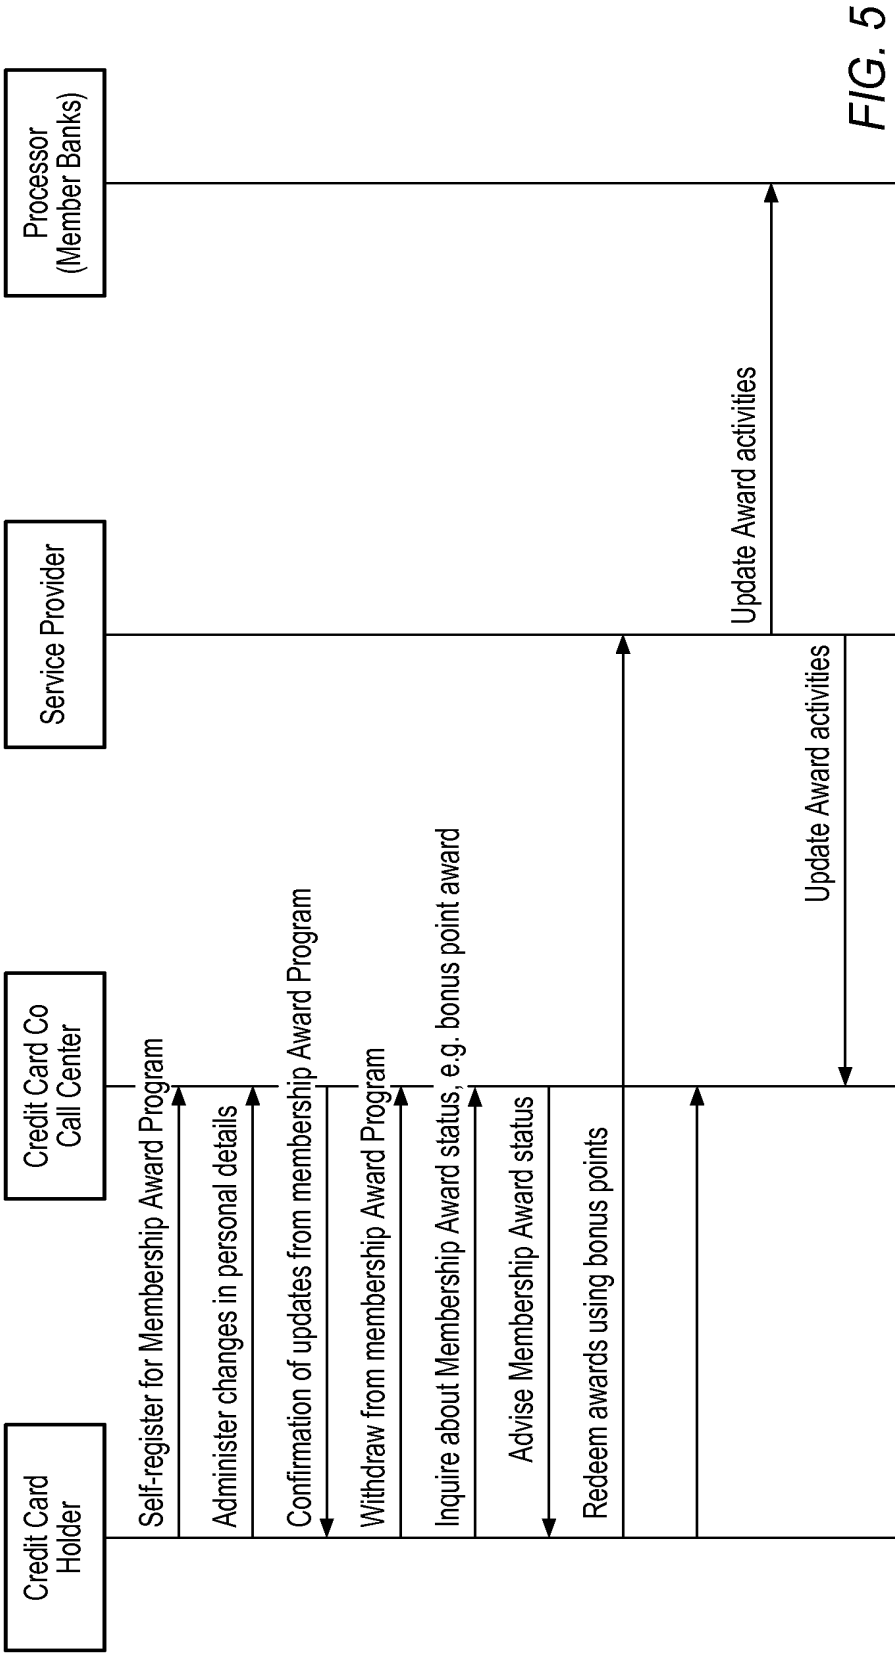 Credit Card
Holder
Credit Card Co
Call Center
Service Provider
Processor
(Member Banks)
Self-register for Membership Award Program
Administer changes in personal details
Confirmation of updates from membership Award Program
Withdraw from membership Award Program
Inquire about Membership Award status, e.g. bonus point award
Advise Membership Award status
Redeem awards using bonus points
Update Award activities
Update Award activities
FIG. 5